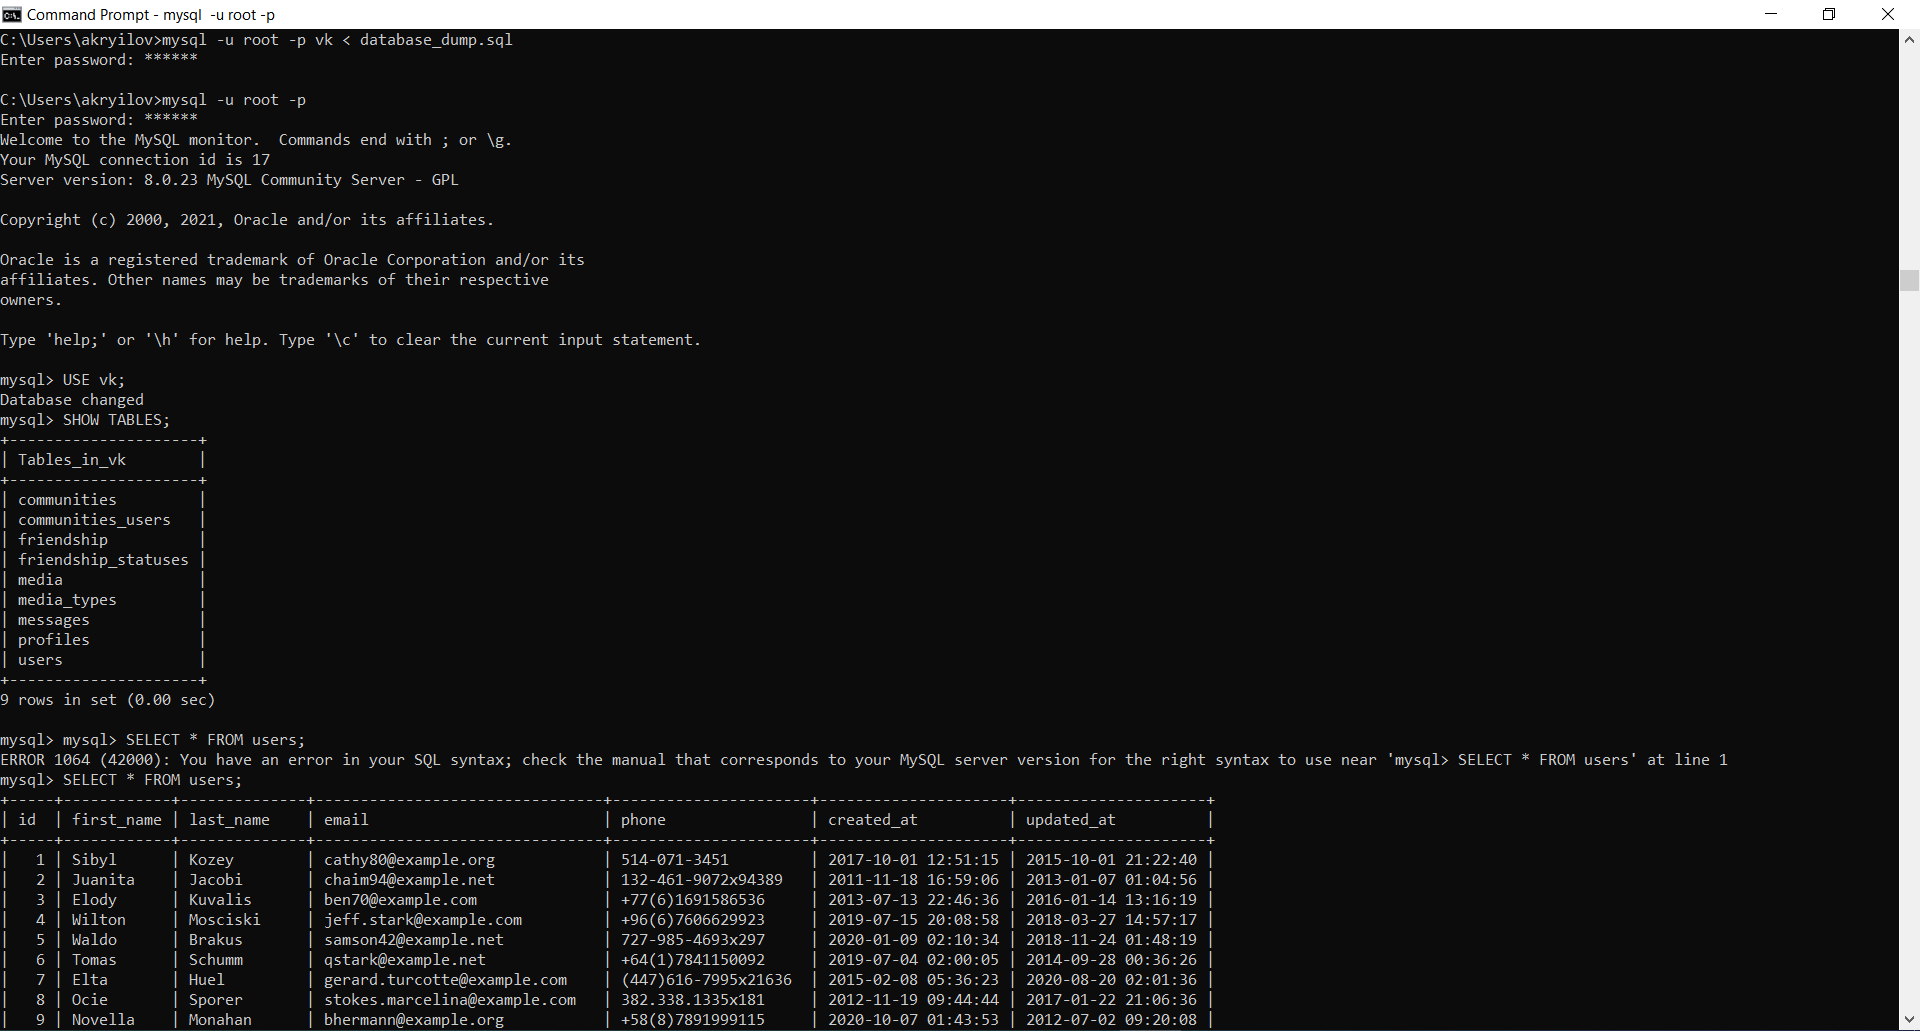 Command Prompt - mysql  -u root -p
C:\Users\akryilov>mysql -u root -p vk < database_dump.sql
Enter password: ******
C:\Users\akryilov>mysql -u root -p
Enter password: ******
Welcome to the MySQL monitor.  Commands end with ; or \g.
Your MySQL connection id is 17
Server version: 8.0.23 MySQL Community Server - GPL
Copyright (c) 2000, 2021, Oracle and/or its affiliates.
Oracle is a registered trademark of Oracle Corporation and/or its
affiliates. Other names may be trademarks of their respective
owners.
Type 'help;' or '\h' for help. Type '\c' to clear the current input statement.
mysql> USE vk;
Database changed
mysql> SHOW TABLES;
+---------------------+
| Tables_in_vk        |
+---------------------+
| communities         |
| communities_users   |
| friendship          |
| friendship_statuses |
| media               |
| media_types         |
| messages            |
| profiles            |
| users               |
+---------------------+
9 rows in set (0.00 sec)
mysql> mysql> SELECT * FROM users;
ERROR 1064 (42000): You have an error in your SQL syntax; check the manual that corresponds to your MySQL server version for the right syntax to use near 'mysql> SELECT * FROM users' at line 1
mysql> SELECT * FROM users;
+-----+------------+--------------+--------------------------------+----------------------+---------------------+---------------------+
| id  | first_name | last_name    | email                          | phone                | created_at          | updated_at          |
+-----+------------+--------------+--------------------------------+----------------------+---------------------+---------------------+
|   1 | Sibyl      | Kozey        | cathy80@example.org            | 514-071-3451         | 2017-10-01 12:51:15 | 2015-10-01 21:22:40 |
|   2 | Juanita    | Jacobi       | chaim94@example.net            | 132-461-9072x94389   | 2011-11-18 16:59:06 | 2013-01-07 01:04:56 |
|   3 | Elody      | Kuvalis      | ben70@example.com              | +77(6)1691586536     | 2013-07-13 22:46:36 | 2016-01-14 13:16:19 |
|   4 | Wilton     | Mosciski     | jeff.stark@example.com         | +96(6)7606629923     | 2019-07-15 20:08:58 | 2018-03-27 14:57:17 |
|   5 | Waldo      | Brakus       | samson42@example.net           | 727-985-4693x297     | 2020-01-09 02:10:34 | 2018-11-24 01:48:19 |
|   6 | Tomas      | Schumm       | qstark@example.net             | +64(1)7841150092     | 2019-07-04 02:00:05 | 2014-09-28 00:36:26 |
|   7 | Elta       | Huel         | gerard.turcotte@example.com    | (447)616-7995x21636  | 2015-02-08 05:36:23 | 2020-08-20 02:01:36 |
|   8 | Ocie       | Sporer       | stokes.marcelina@example.com   | 382.338.1335x181     | 2012-11-19 09:44:44 | 2017-01-22 21:06:36 |
|   9 | Novella    | Monahan      | bhermann@example.org           | +58(8)7891999115     | 2020-10-07 01:43:53 | 2012-07-02 09:20:08 |